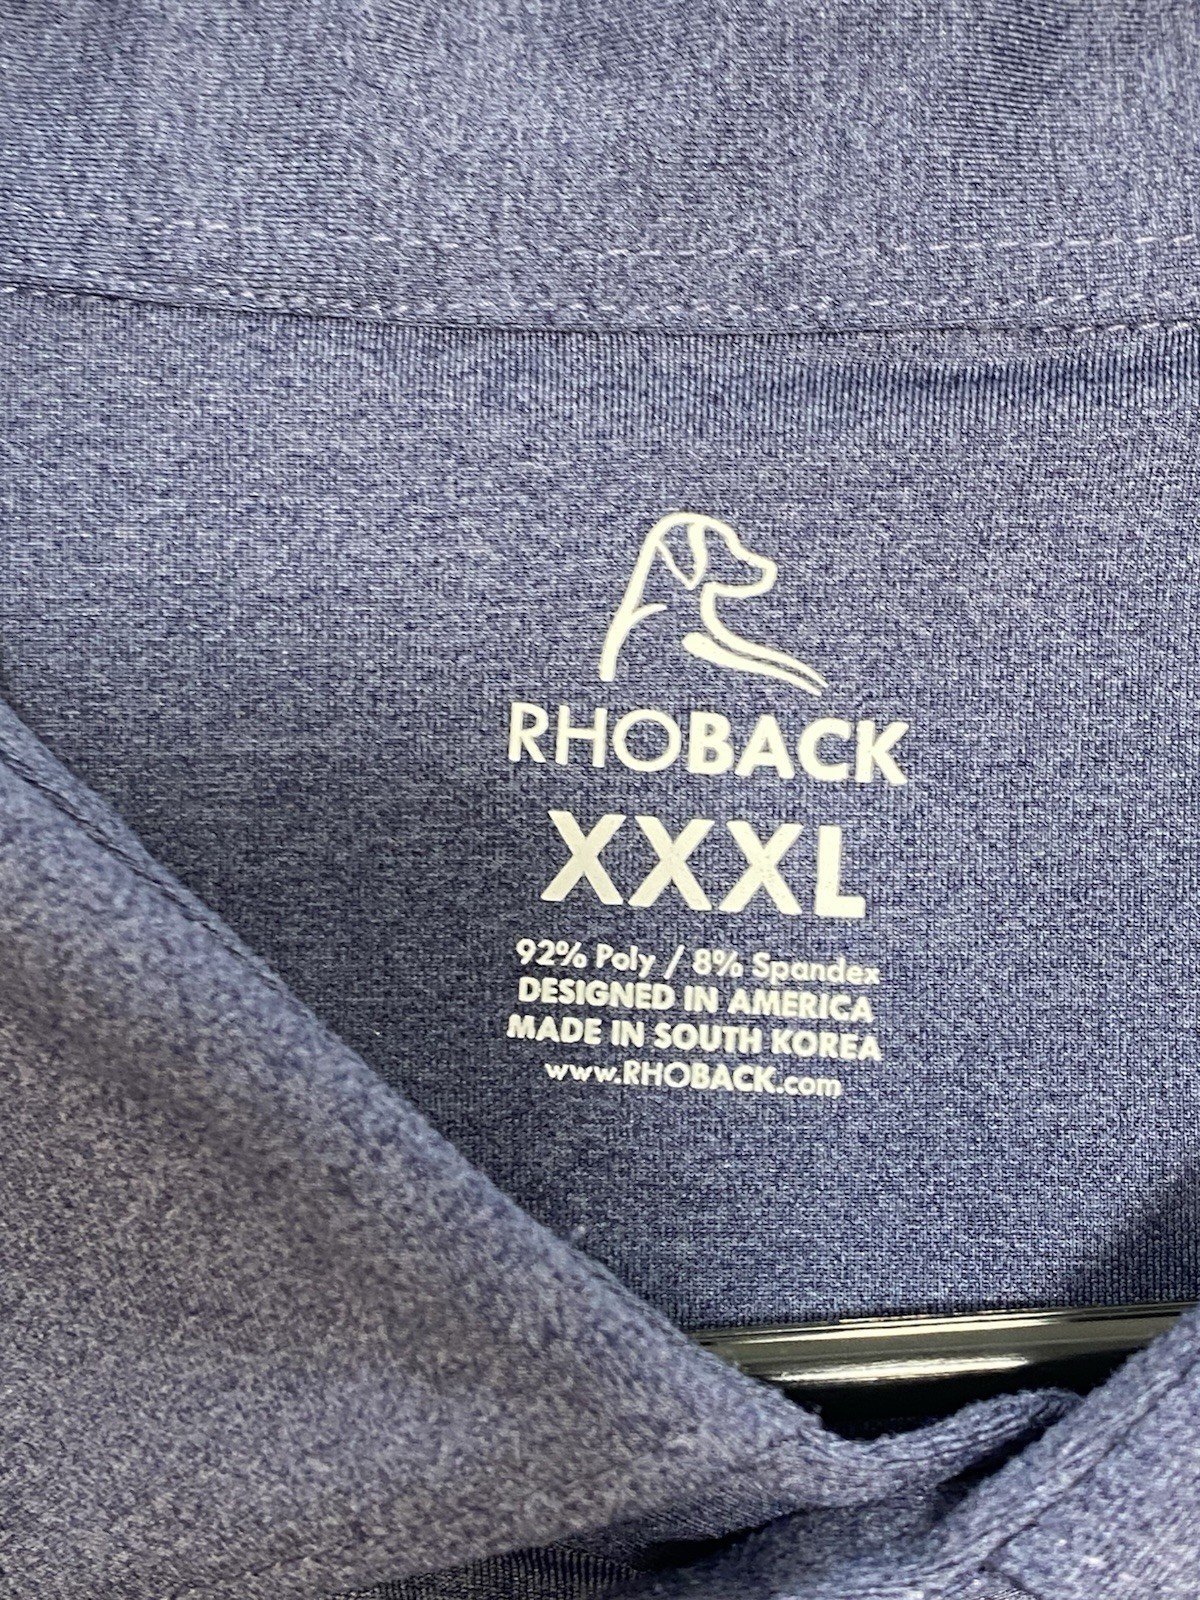 RHOBACK
XXXL
92% Poly / 8% Spandex
DESIGNED IN AMERICA
MADE IN SOUTH KOREA
www.RHOBACK.com